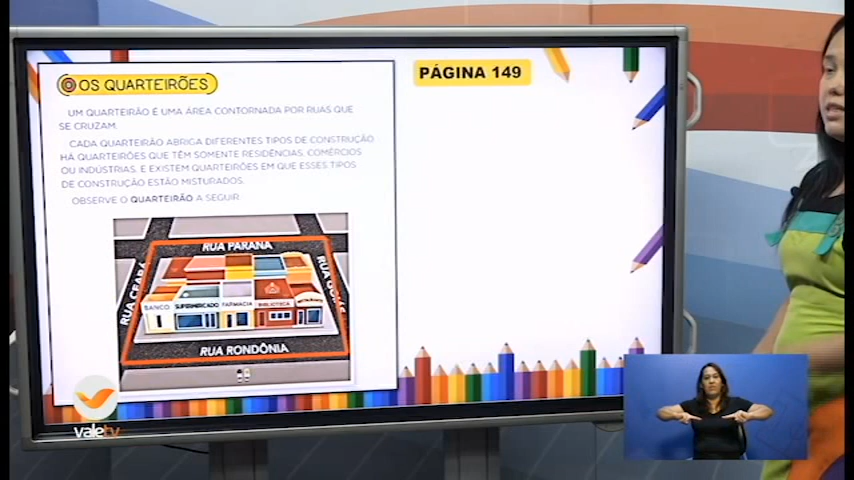 OS QUARTEIRÕES
PÁGINA 149
UM QUARTEIRÃO É UMA ÁREA CONTORNADA POR RUAS QUE
SE CRUZAM.
CADA QUARTEIRÃO ABRIGA DIFERENTES TIPOS DE CONSTRUÇÃO
HÁ QUARTEIRÕES QUE TÊM SOMENTE RESIDÊNCIAS, COMÉRCIOS
OU INDÚSTRIAS. E EXISTEM QUARTEIRÕES EM QUE ESSES TIPOS
DE CONSTRUÇÃO ESTÃO MISTURADOS.
OBSERVE O QUARTEIRÃO A SEGUIR.
RUA PARANÁ
RUA CEARÁ
RUA GOIÁS
BANCO SUPERMERCADO FARMÁCIA BIBLIOTECA
RUA RONDÔNIA
valetv